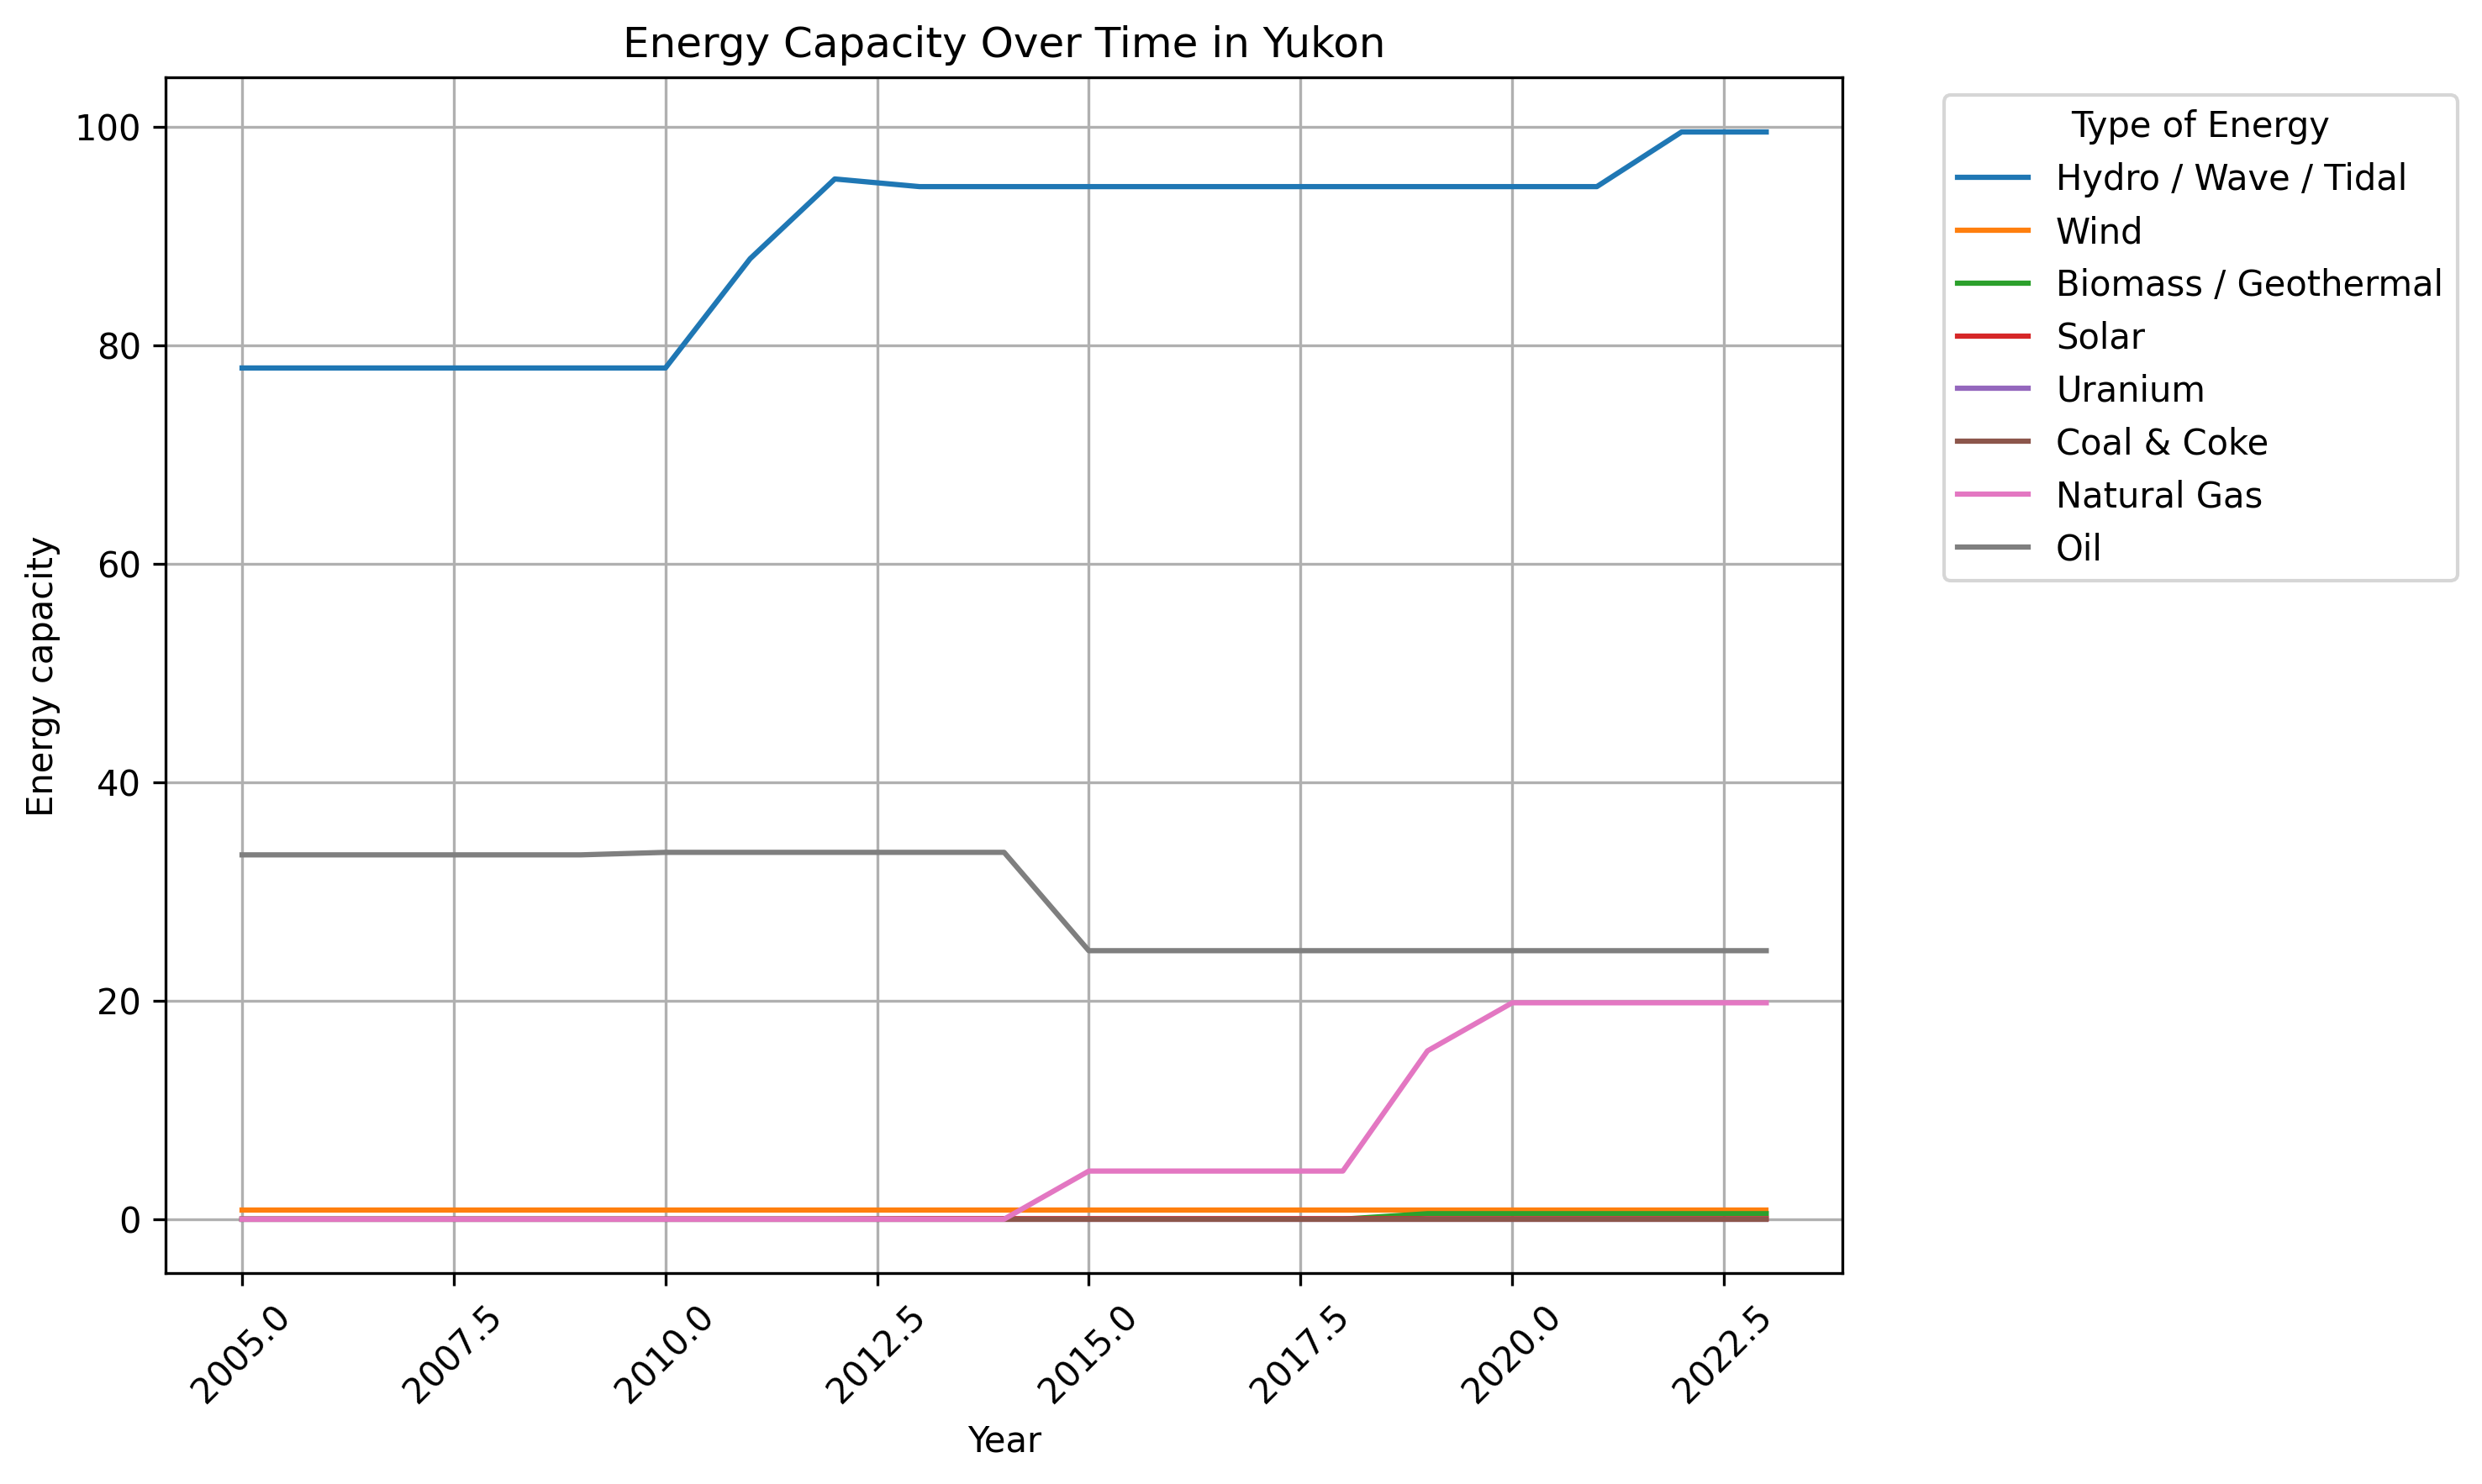 Energy Capacity Over Time in Yukon
Type of Energy
Hydro / Wave / Tidal
Wind
Biomass / Geothermal
Solar
Uranium
Coal & Coke
Natural Gas
Oil
Energy capacity
100
80
60
40
20
0
2005.0
2007.5
2010.0
2012.5
2015.0
2017.5
2020.0
2022.5
Year